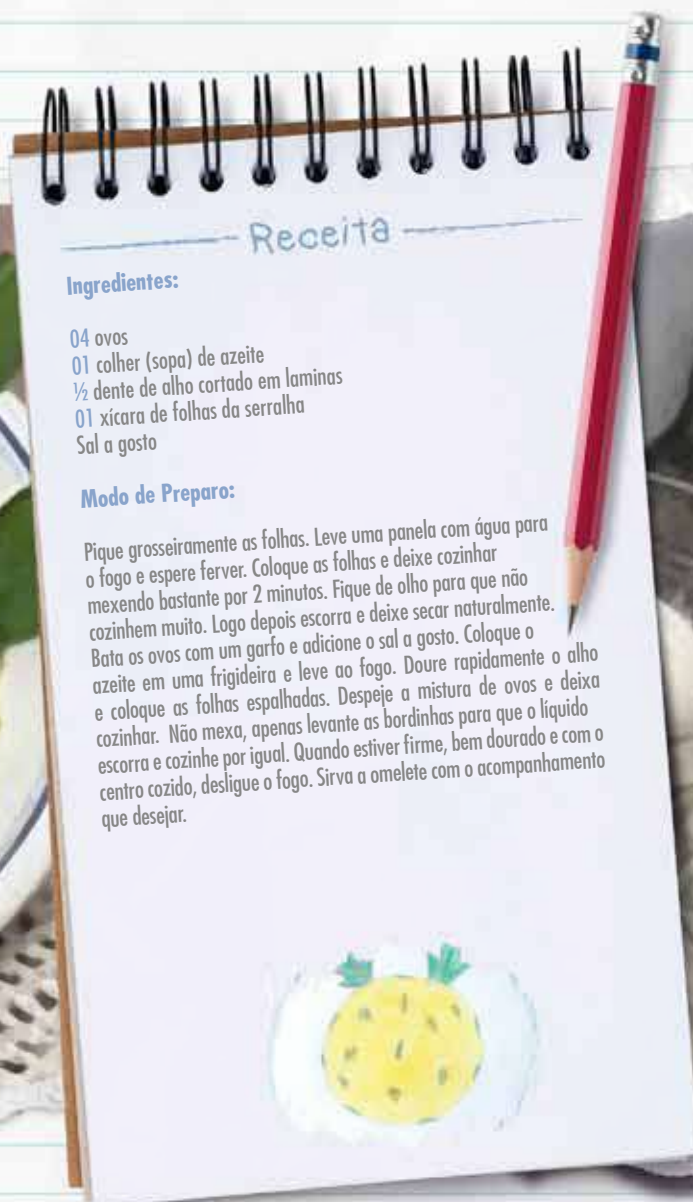 Receita
Ingredientes:
04 ovos
01 colher (sopa) de azeite
½ dente de alho cortado em laminas
01 xícara de folhas da serralha
Sal a gosto
Modo de Preparo:
Pique grosseiramente as folhas. Leve uma panela com água para
o fogo e espere ferver. Coloque as folhas e deixe cozinhar
mexendo bastante por 2 minutos. Fique de olho para que não
cozinhem muito. Logo depois escorra e deixe secar naturalmente.
Bata os ovos com um garfo e adicione o sal a gosto. Coloque o
azeite em uma frigideira e leve ao fogo. Doure rapidamente o alho
e coloque as folhas espalhadas. Despeje a mistura de ovos e deixa
cozinhar. Não mexa, apenas levante as bordinhas para que o líquido
escorra e cozinhe por igual. Quando estiver firme, bem dourado e com o
centro cozido, desligue o fogo. Sirva a omelete com o acompanhamento
que desejar.